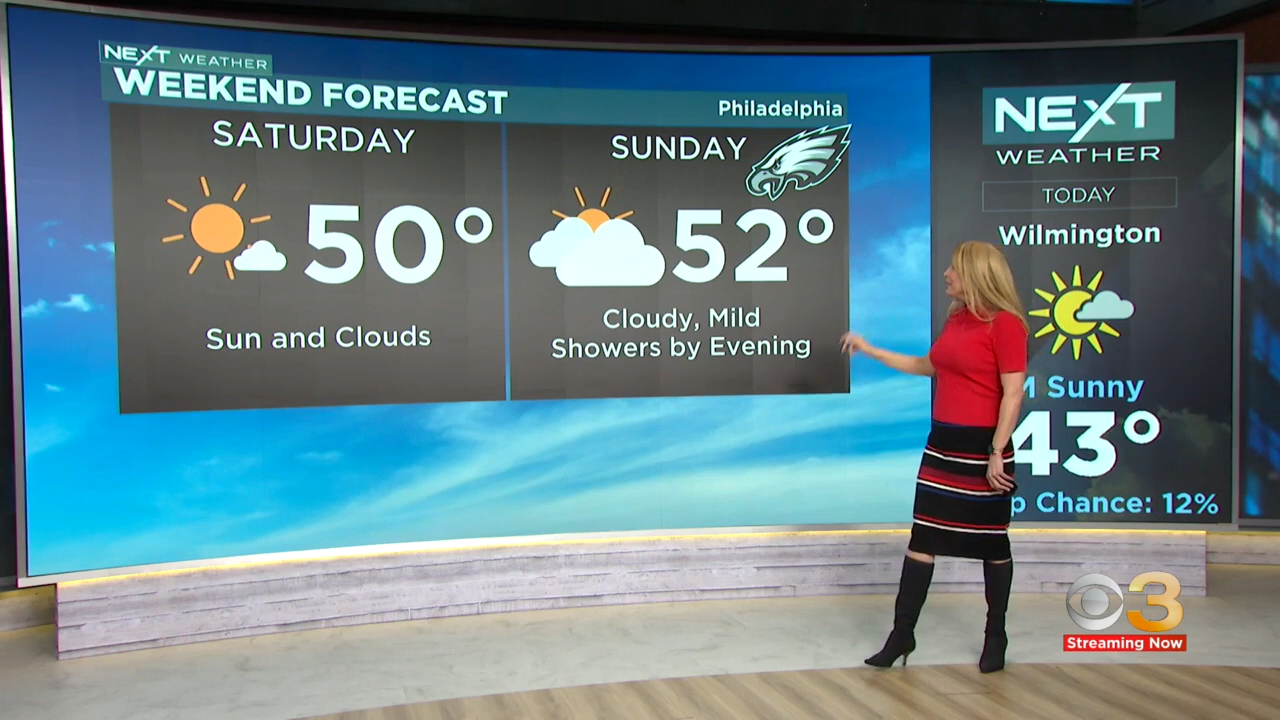 NEXT WEATHER
WEEKEND FORECAST
Philadelphia
SATURDAY
50°
Sun and Clouds
SUNDAY
52°
Cloudy, Mild
Showers by Evening
NEXT
WEATHER
TODAY
Wilmington
Sunny
43°
Chance: 12%
3
Streaming Now